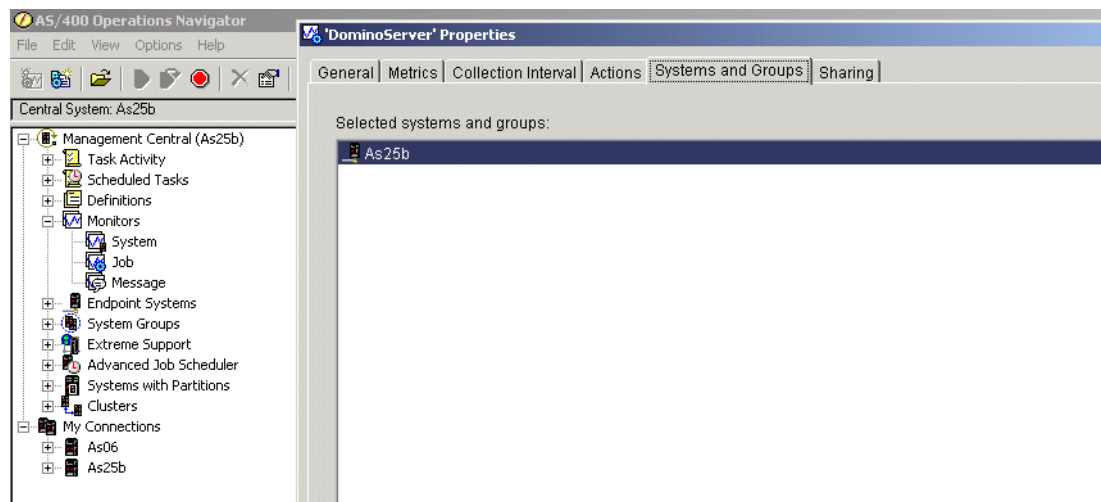 AS/400 Operations Navigator
File Edit View Options Help
Central System: As25b
Management Central (As25b)
Task Activity
Scheduled Tasks
Definitions
Monitors
System
Job
Message
Endpoint Systems
System Groups
Extreme Support
Advanced Job Scheduler
Systems with Partitions
Clusters
My Connections
As06
As25b
'DominoServer' Properties
General Metrics Collection Interval Actions Systems and Groups Sharing
Selected systems and groups:
As25b